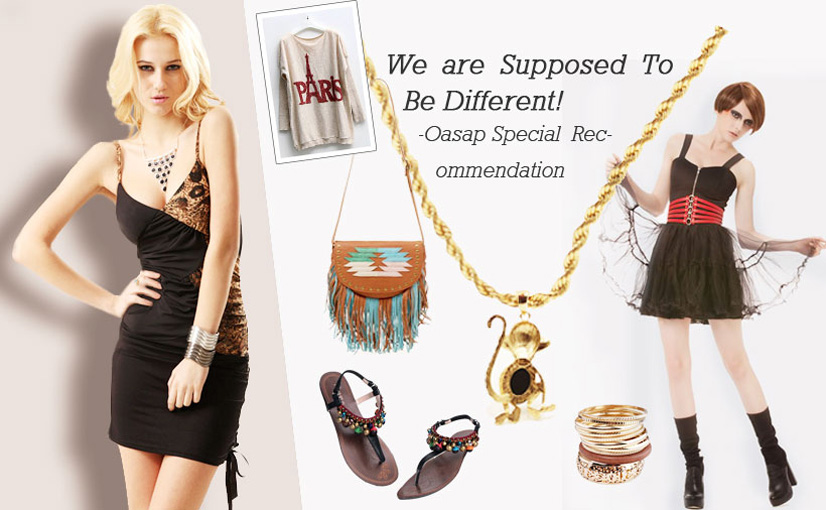 PARIS
We are Supposed To
Be Different!
-Oasap Special Rec-
ommendation